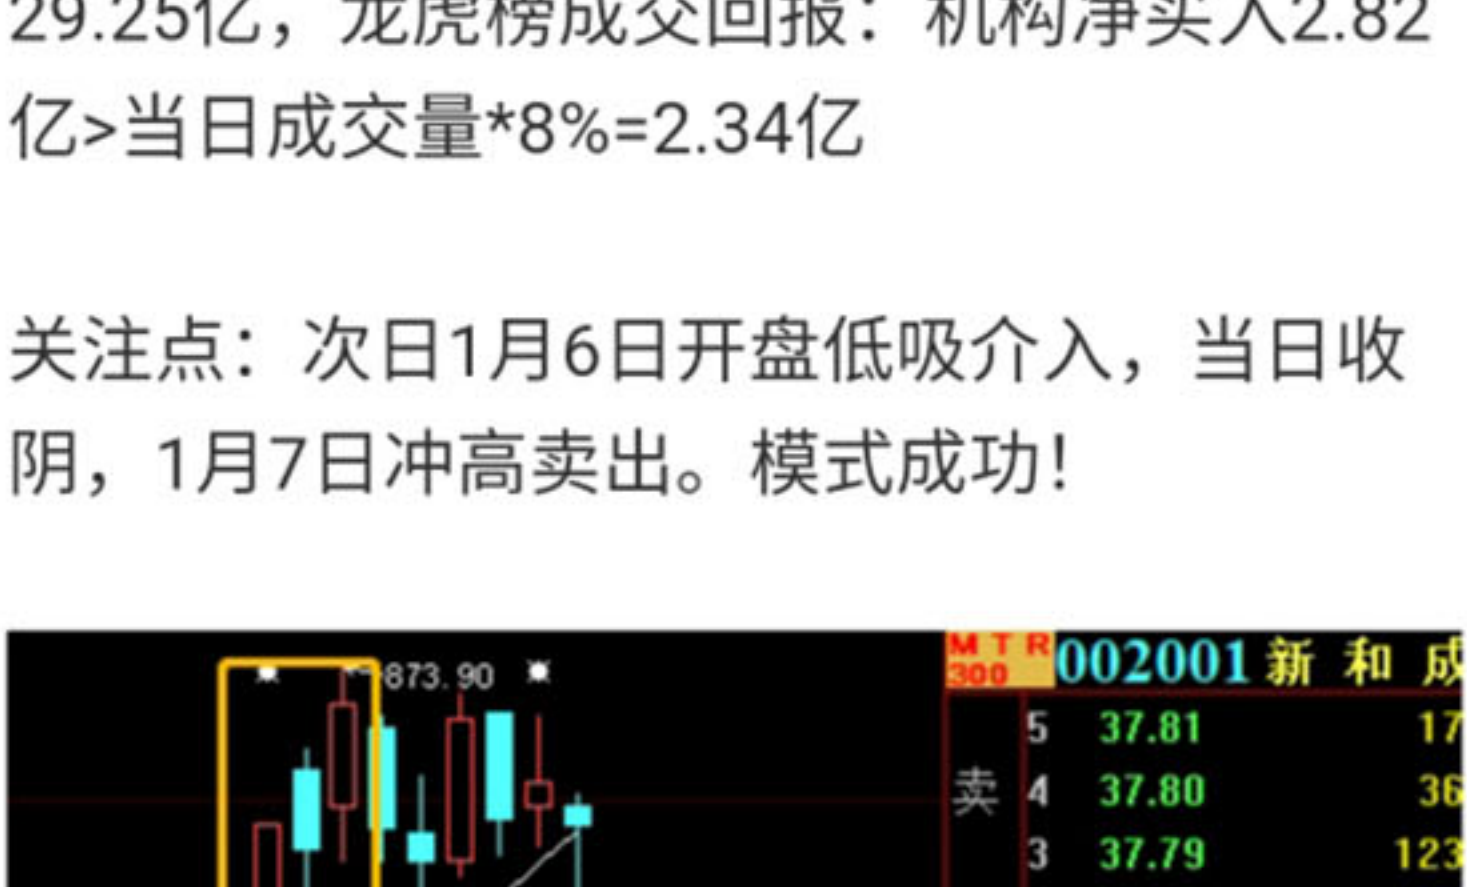 29.25亿，龙虎榜成交回报：机构净买入2.82
亿>当日成交量*8%=2.34亿
关注点：次日1月6日开盘低吸介入，当日收
阴，1月7日冲高卖出。模式成功！
873.90
M T R
300
002001 新和成
卖
5 37.81 17
4 37.80 36
3 37.79 123